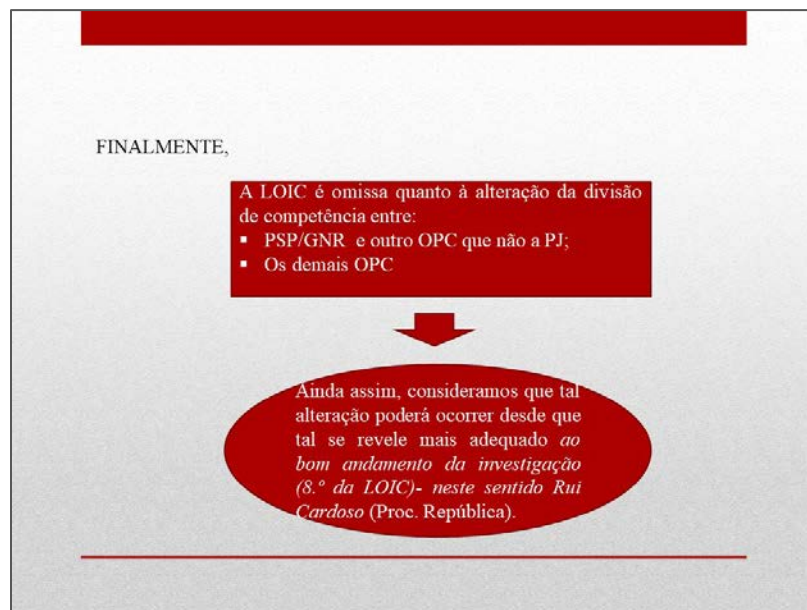 FINALMENTE,
A LOIC é omissa quanto à alteração da divisão
de competência entre:
▪ PSP/GNR e outro OPC que não a PJ;
▪ Os demais OPC
Ainda assim, consideramos que tal
alteração poderá ocorrer desde que
tal se revele mais adequado ao
bom andamento da investigação
(8.º da LOIC)- neste sentido Rui
Cardoso (Proc. República).